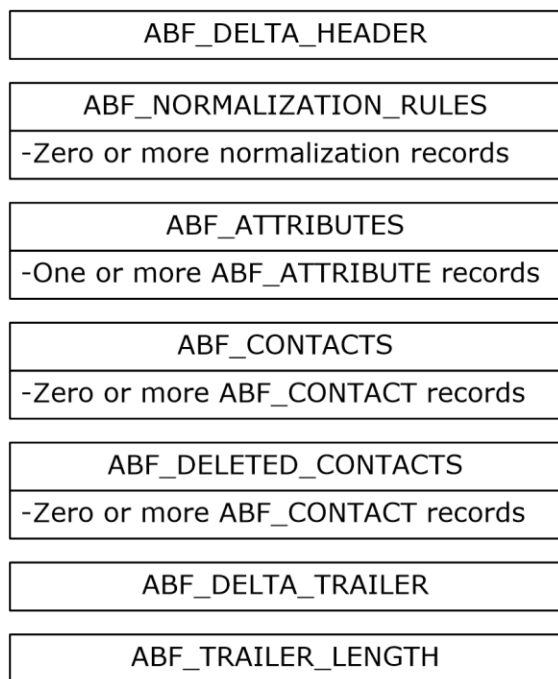 ABF_DELTA_HEADER
ABF_NORMALIZATION_RULES
-Zero or more normalization records
ABF_ATTRIBUTES
-One or more ABF_ATTRIBUTE records
ABF_CONTACTS
-Zero or more ABF_CONTACT records
ABF_DELETED_CONTACTS
-Zero or more ABF_CONTACT records
ABF_DELTA_TRAILER
ABF_TRAILER_LENGTH